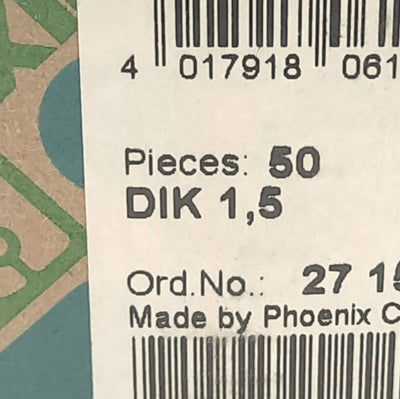 4 017918 061
Pieces: 50
DIK 1,5
Ord.No.: 27 15
Made by Phoenix C